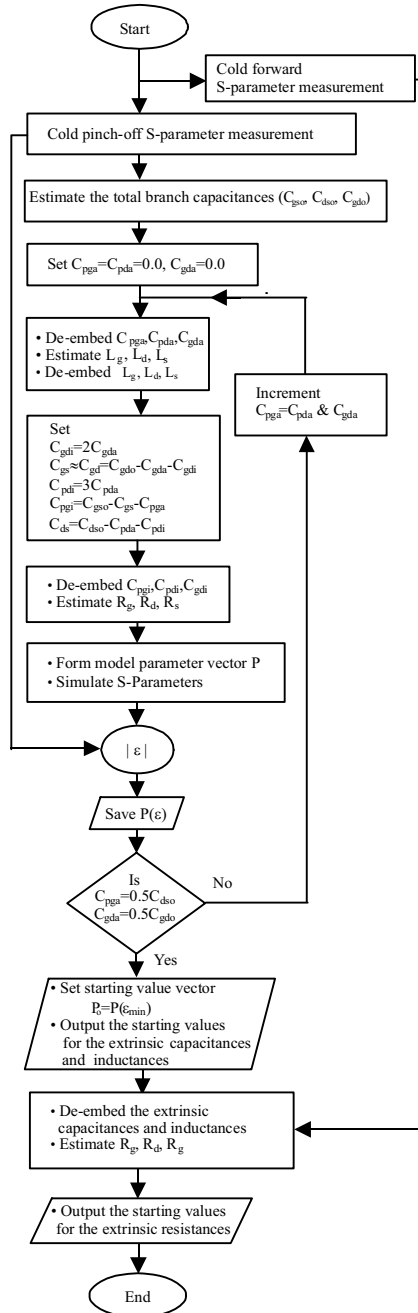 Start
Cold forward
S-parameter measurement
Cold pinch-off S-parameter measurement
Estimate the total branch capacitances (Cgso, Cdso, Cgdo)
Set Cpga=Cpda=0.0, Cgda=0.0
• De-embed Cpga,Cpda,Cgda
• Estimate Lg, Ld, Ls
• De-embed Lg, Ld, Ls
Increment
Cpga=Cpda & Cgda
Set
Cgdi=2Cgda
Cgs≈Cgd=Cgdo-Cgda-Cgdi
Cpdi=3Cpda
Cpgi=Cgso-Cgs-Cpga
Cds=Cdso-Cpda-Cpdi
• De-embed Cpgi,Cpdi,Cgdi
• Estimate Rg, Rd, Rs
• Form model parameter vector P
• Simulate S-Parameters
| ε |
Save P(ε)
Is
Cpga=0.5Cdso
Cgda=0.5Cgdo
No
Yes
• Set starting value vector
Po=P(εmin)
• Output the starting values
for the extrinsic capacitances
and inductances
• De-embed the extrinsic
capacitances and inductances
• Estimate Rg, Rd, Rg
• Output the starting values
for the extrinsic resistances
End